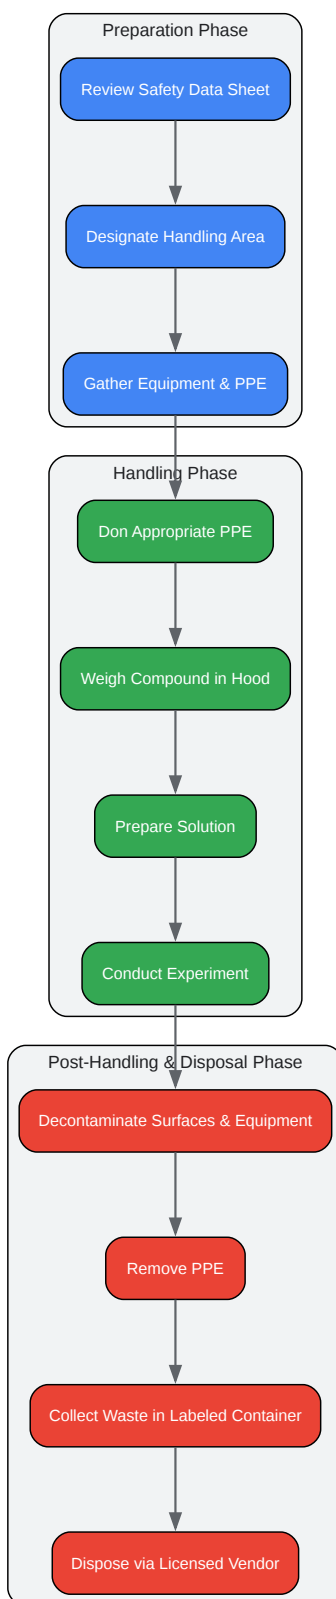 Preparation Phase
Review Safety Data Sheet
Designate Handling Area
Gather Equipment & PPE
Handling Phase
Don Appropriate PPE
Weigh Compound in Hood
Prepare Solution
Conduct Experiment
Post-Handling & Disposal Phase
Decontaminate Surfaces & Equipment
Remove PPE
Collect Waste in Labeled Container
Dispose via Licensed Vendor